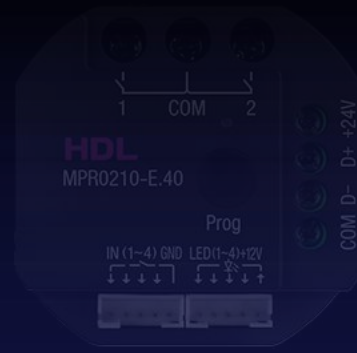 1 COM 2
HDL
MPR0210-E.40
Prog
IN (1~4) GND LED(1~4)+12V
COM D- D+ +24V